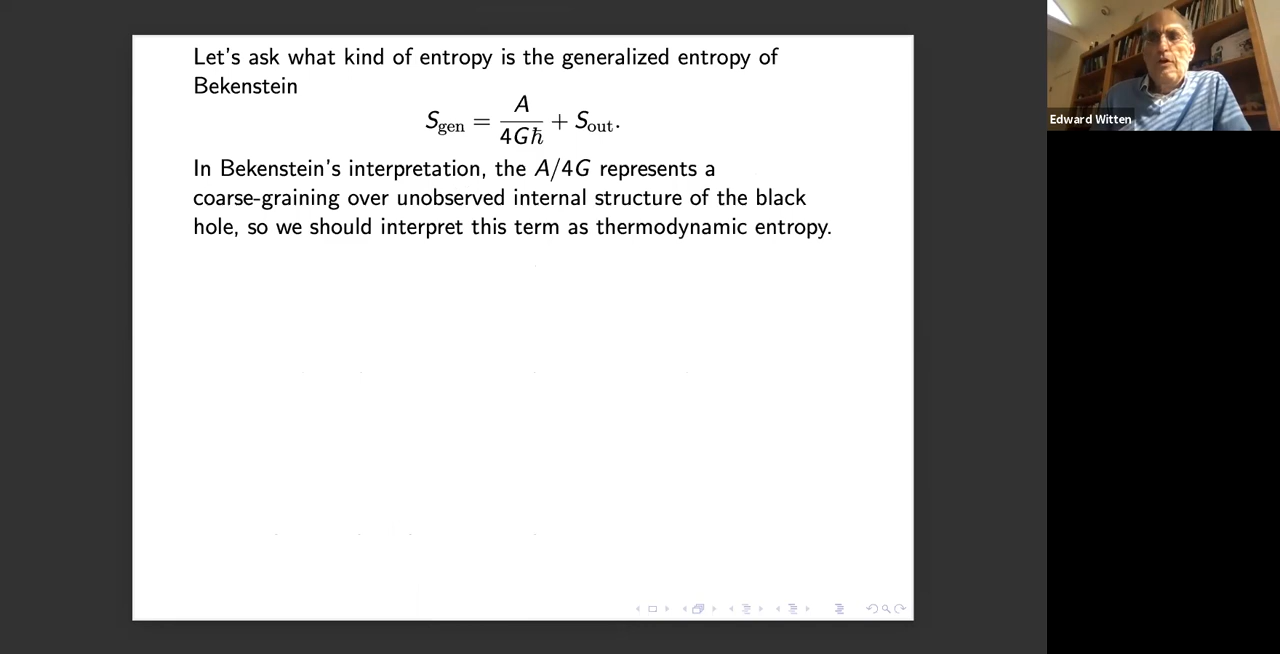 Let's ask what kind of entropy is the generalized entropy of
Bekenstein
S_gen = A/4Għ + S_out.
In Bekenstein's interpretation, the A/4G represents a
coarse-graining over unobserved internal structure of the black
hole, so we should interpret this term as thermodynamic entropy.
Edward Witten